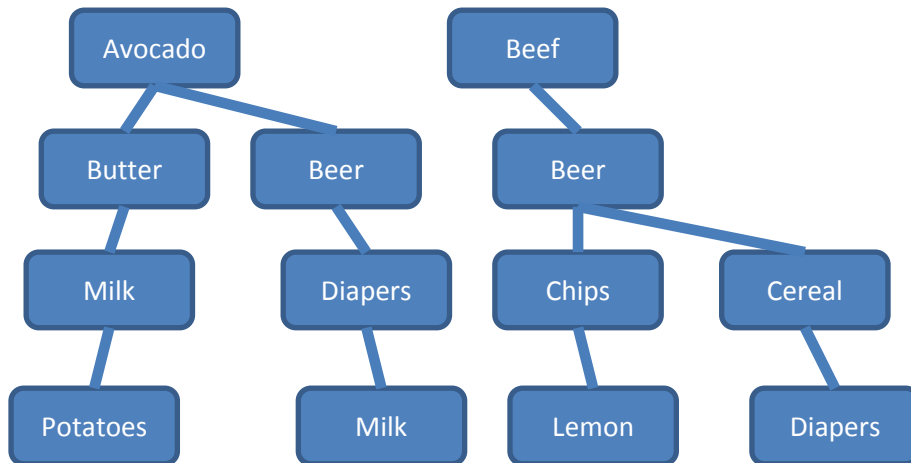 Avocado
Beef
Butter
Beer
Beer
Milk
Diapers
Chips
Cereal
Potatoes
Milk
Lemon
Diapers